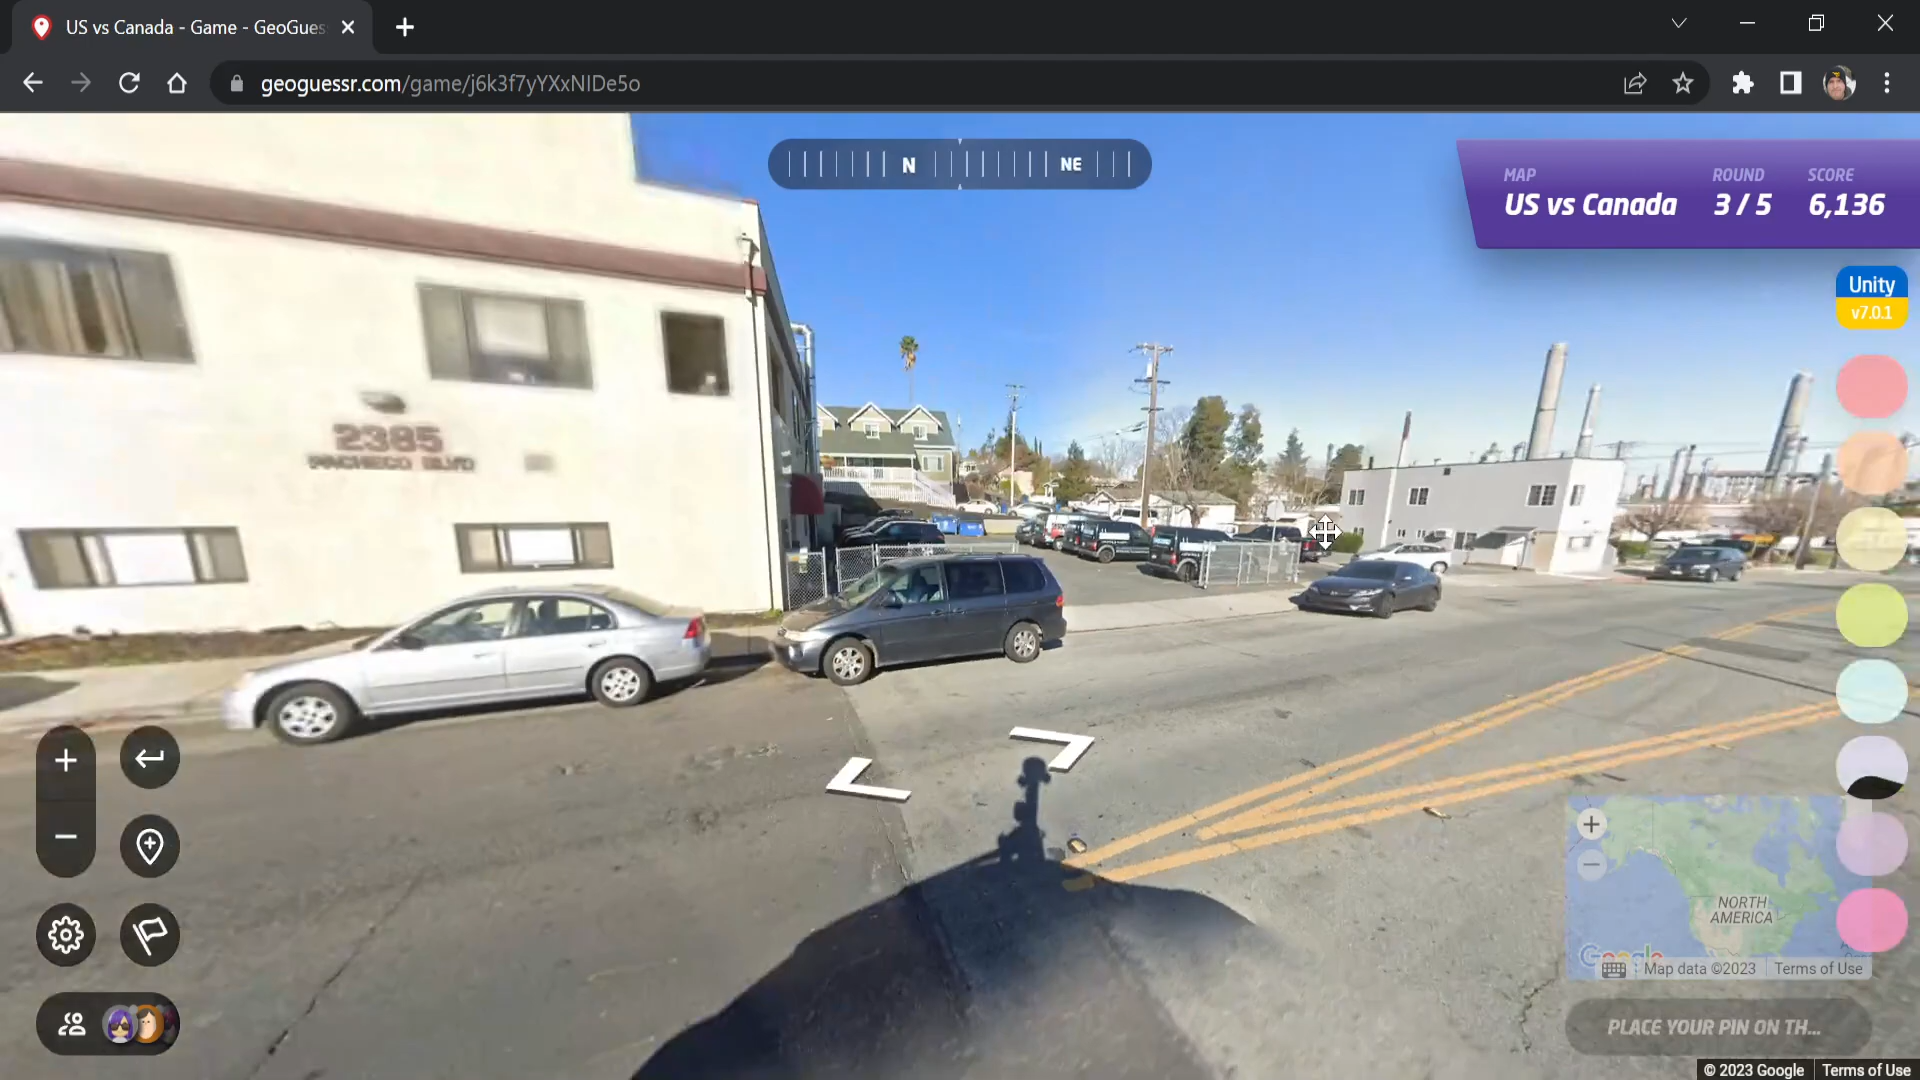 US vs Canada - Game - GeoGues
geoguessr.com/game/j6k3f7yYXxNIDe5o
N NE
MAP ROUND SCORE
US vs Canada 3 / 5 6,136
Unity
v7.0.1
2385
PACHECO BLVD
NORTH
AMERICA
Google
Map data ©2023 Terms of Use
PLACE YOUR PIN ON TH...
© 2023 Google Terms of Use